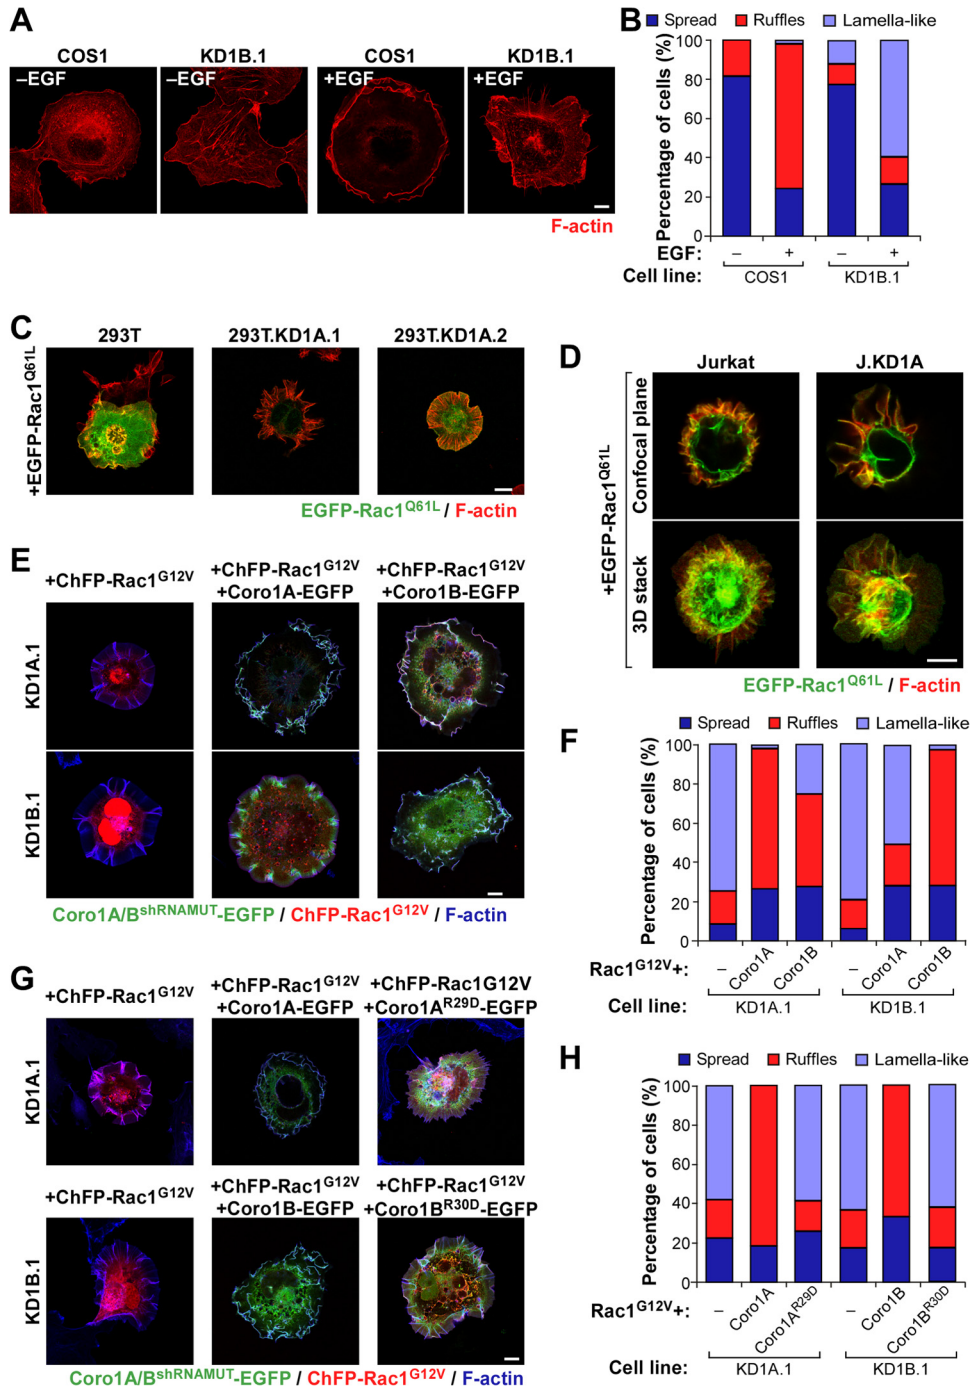 A
COS1
KD1B.1
COS1
KD1B.1
–EGF
–EGF
+EGF
+EGF
F-actin
B
Spread
Ruffles
Lamella-like
Percentage of cells (%)
100
80
60
40
20
0
EGF:
–
+
–
+
Cell line:
COS1
KD1B.1
C
293T
293T.KD1A.1
293T.KD1A.2
+EGFP-Rac1Q61L
EGFP-Rac1Q61L / F-actin
D
Jurkat
J.KD1A
+EGFP-Rac1Q61L
Confocal plane
3D stack
EGFP-Rac1Q61L / F-actin
E
+ChFP-Rac1G12V
+ChFP-Rac1G12V
+Coro1A-EGFP
+ChFP-Rac1G12V
+Coro1B-EGFP
KD1A.1
KD1B.1
Coro1A/BshRNAMUT-EGFP / ChFP-Rac1G12V / F-actin
F
Spread
Ruffles
Lamella-like
Percentage of cells (%)
100
80
60
40
20
0
Rac1G12V+:
–
Coro1A
Coro1B
–
Coro1A
Coro1B
Cell line:
KD1A.1
KD1B.1
G
+ChFP-Rac1G12V
+ChFP-Rac1G12V
+Coro1A-EGFP
+ChFP-Rac1G12V
+Coro1AR29D-EGFP
KD1A.1
+ChFP-Rac1G12V
+ChFP-Rac1G12V
+Coro1B-EGFP
+ChFP-Rac1G12V
+Coro1BR30D-EGFP
KD1B.1
Coro1A/BshRNAMUT-EGFP / ChFP-Rac1G12V / F-actin
H
Spread
Ruffles
Lamella-like
Percentage of cells (%)
100
80
60
40
20
0
Rac1G12V+:
–
Coro1A
Coro1AR29D
–
Coro1B
Coro1BR30D
Cell line:
KD1A.1
KD1B.1